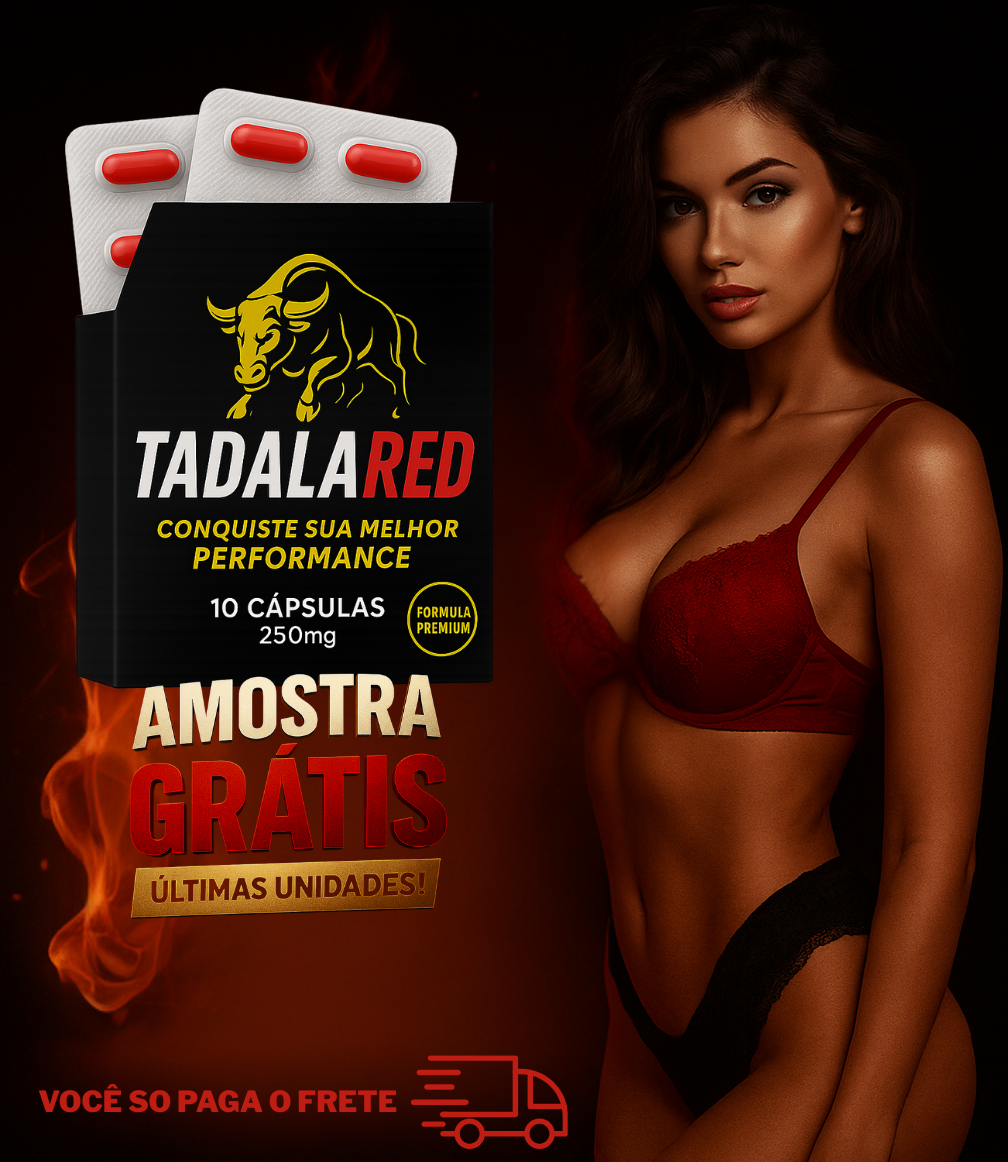 TADALARED
CONQUISTE SUA MELHOR
PERFORMANCE
10 CÁPSULAS
250mg
FORMULA
PREMIUM
AMOSTRA
GRÁTIS
ÚLTIMAS UNIDADES!
VOCÊ SO PAGA O FRETE